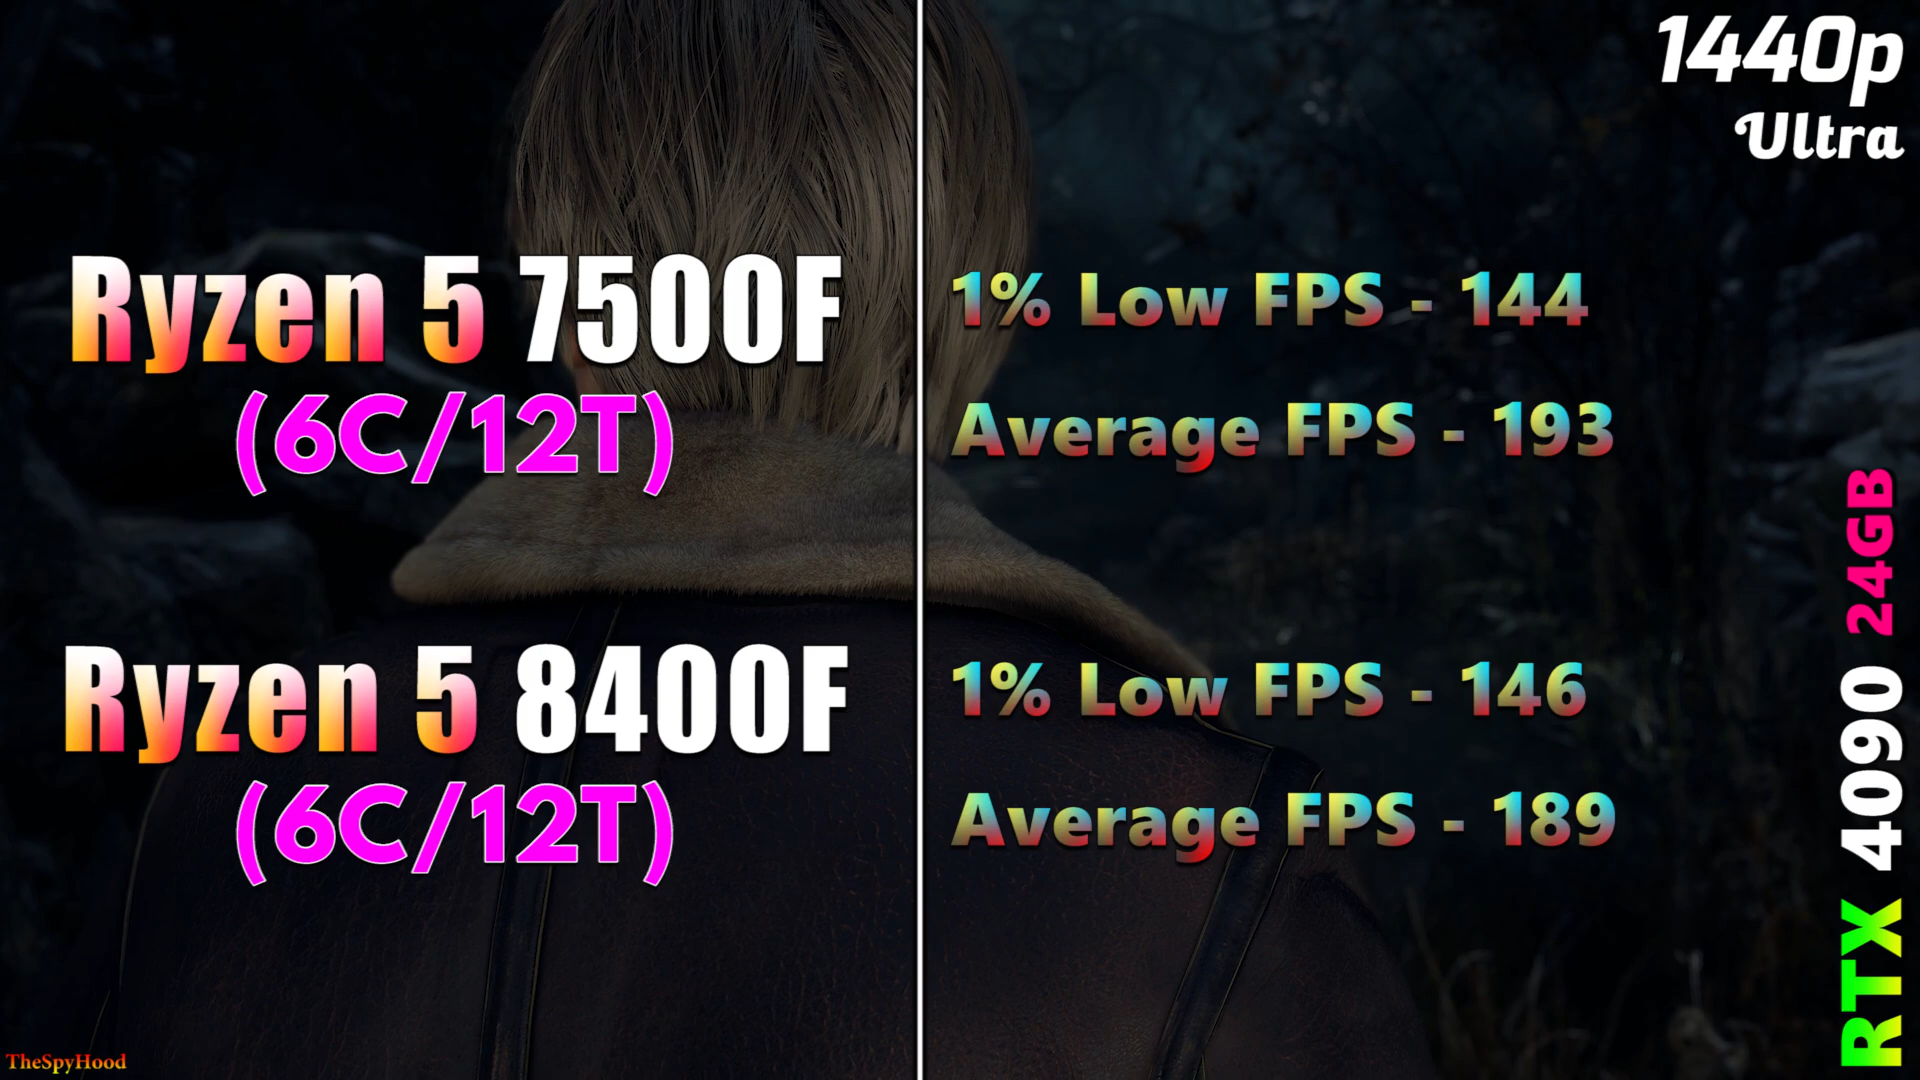 1440p
Ultra
Ryzen 5 7500F
(6C/12T)
1% Low FPS - 144
Average FPS - 193
Ryzen 5 8400F
(6C/12T)
1% Low FPS - 146
Average FPS - 189
RTX 4090 24GB
TheSpyHood